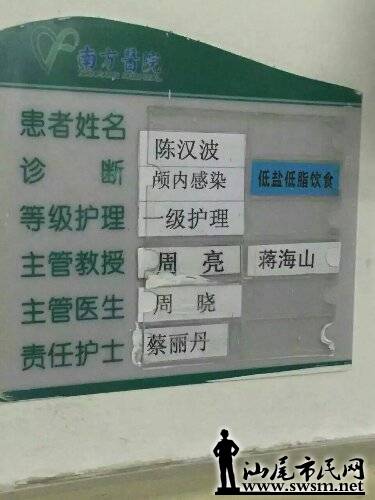 南方醫院
患者姓名 陈汉波
诊 断 颅内感染 低盐低脂饮食
等级护理 一级护理
主管教授 周 亮 蒋海山
主管医生 周 晓
责任护士 蔡丽丹
汕尾市民网
www.swsm.net